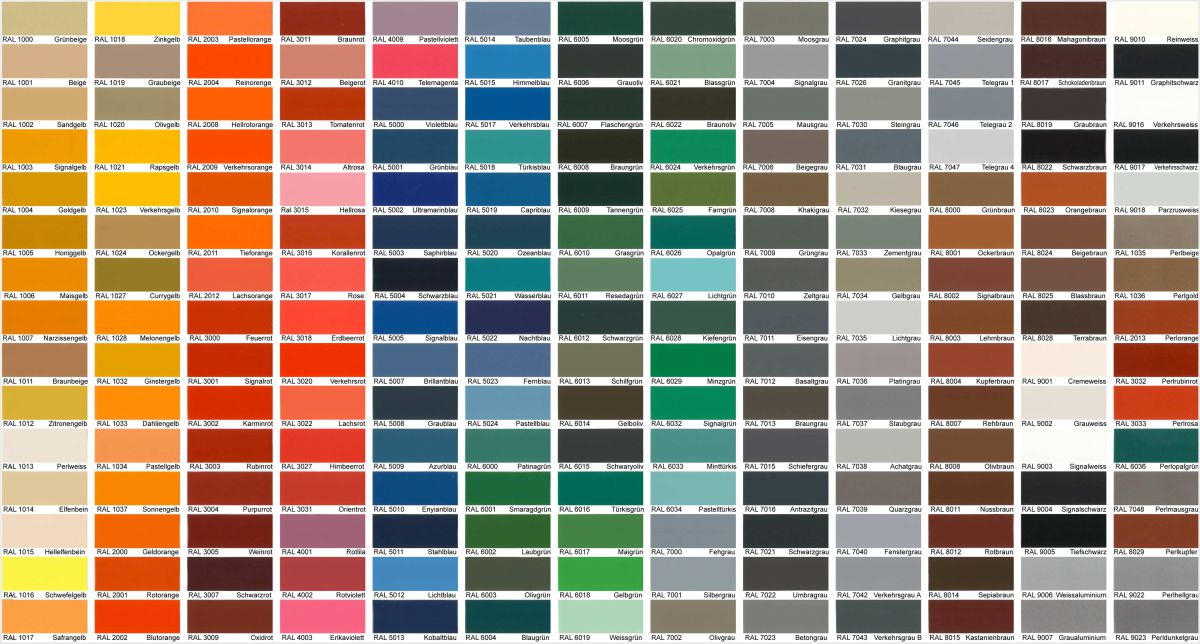 RAL 1000 Grünbeige
RAL 1018 Zinkgelb
RAL 2003 Pastellorange
RAL 3011 Braunrot
RAL 4009 Pastellviolett
RAL 5014 Taubenblau
RAL 6005 Moosgrün
RAL 6020 Chromoxidgrün
RAL 7003 Moosgrau
RAL 7024 Graphitgrau
RAL 7044 Seidengrau
RAL 8016 Mahagonibraun
RAL 9010 Reinweiss
RAL 1001 Beige
RAL 1019 Graubeige
RAL 2004 Reinorenge
RAL 3012 Beigerot
RAL 4010 Telemagenta
RAL 5015 Himmelblau
RAL 6006 Grauoliv
RAL 6021 Blassgrün
RAL 7004 Signalgrau
RAL 7026 Granitgrau
RAL 7045 Telegrau 1
RAl 8017 Schokoladenbraun
RAL 9011 Graphitschwarz
RAL 1002 Sandgelb
RAL 1020 Olivgelb
RAL 2008 Hellrotorange
RAL 3013 Tomatenrot
RAL 5000 Violettblau
RAL 5017 Verkehrsblau
RAL 6007 Flaschengrün
RAL 6022 Braunoliv
RAL 7005 Mausgrau
RAL 7030 Steingrau
RAL 7046 Telegrau 2
RAL 8019 Graubraun
RAL 9016 Verkehrsweiss
RAL 1003 Signalgelb
RAL 1021 Rapsgelb
RAL 2009 Verkehrsorange
RAL 3014 Altrosa
RAL 5001 Grünblau
RAL 5018 Türkisblau
RAL 6008 Braungrün
RAL 6024 Verkehrsgrün
RAL 7006 Beigegrau
RAL 7031 Blaugrau
RAL 7047 Telegrau 4
RAL 8022 Schwarzbraun
RAL 9017 Verkehrsschwarz
RAL 1004 Goldgelb
RAL 1023 Verkehsgelb
RAL 2010 Signalorange
Ral 3015 Hellrosa
RAL 5002 Ultramarinblau
RAL 5019 Capriblau
RAL 6009 Tannengrün
RAL 6025 Farngrün
RAL 7008 Khakigrau
RAL 7032 Kiesegrau
RAL 8000 Grünbraun
RAL 8023 Orangebraun
RAL 9018 Parzrusweiss
RAL 1005 Honiggelb
RAL 1024 Ockergelb
RAL 2011 Tieforange
RAL 3016 Korallenrot
RAL 5003 Saphirblau
RAL 5020 Ozeanblau
RAL 6010 Grasgrün
RAL 6026 Opalgrün
RAL 7009 Grüngrau
RAL 7033 Zementgrau
RAL 8001 Ockerbraun
RAL 8024 Beigebraun
RAL 1035 Perlbeige
RAL 1006 Maisgelb
RAL 1027 Currygelb
RAL 2012 Lachsorange
RAL 3017 Rose
RAL 5004 Schwarzblau
RAL 5021 Wasserblau
RAL 6011 Resedagrün
RAL 6027 Lichtgrün
RAL 7010 Zeltgrau
RAL 7034 Gelbgrau
RAL 8002 Signalbraun
RAL 8025 Blassbraun
RAL 1036 Perlgold
RAL 1007 Narzissengelb
RAL 1028 Melonengelb
RAL 3000 Feuerrot
RAL 3018 Erdbeerrot
RAL 5005 Signalblau
RAL 5022 Nachtblau
RAL 6012 Schwarzgrün
RAL 6028 Kiefengrün
RAL 7011 Eisengrau
RAL 7035 Lichtgrau
RAL 8003 Lehmbraun
RAL 8028 Terrabraun
RAL 2013 Perlorange
RAL 1011 Braunbeige
RAL 1032 Ginstergelb
RAL 3001 Signalrot
RAL 3020 Verkehrsrot
RAL 5007 Brillantblau
RAL 5023 Fernblau
RAL 6013 Schilfgrün
RAL 6029 Minzgrün
RAL 7012 Basaltgrau
RAL 7036 Platingrau
RAL 8004 Kupferbraun
RAL 9001 Cremeweiss
RAL 3032 Perlrubinrot
RAL 1012 Zitronengelb
RAL 1033 Dahliengelb
RAL 3002 Karminrot
RAL 3022 Lachsrot
RAL 5008 Graublau
RAL 5024 Pastellblau
RAL 6014 Gelboliv
RAL 6032 Signalgrün
RAL 7013 Braungrau
RAL 7037 Staubgrau
RAL 8007 Rehbraun
RAL 9002 Grauweiss
RAL 3033 Perlrosa
RAL 1013 Perlweiss
RAL 1034 Pastellgelb
RAL 3003 Rubinrot
RAL 3027 Himbeerrot
RAL 5009 Azurblau
RAL 6000 Patinagrün
RAL 6015 Schwaryoliv
RAL 6033 Minttürkis
RAL 7015 Schiefergrau
RAL 7038 Achatgrau
RAL 8008 Olivbraun
RAL 9003 Signalweiss
RAL 6036 Perlopalgrün
RAL 1014 Elfenbein
RAL 1037 Sonnengelb
RAL 3004 Purpurrot
RAL 3031 Orientrot
RAL 5010 Enyianblau
RAL 6001 Smaragdgrün
RAL 6016 Türkisgrün
RAL 6034 Pastelltürkis
RAL 7016 Antrazitgrau
RAL 7039 Quarzgrau
RAL 8011 Nussbraun
RAL 9004 Signalschwarz
RAL 7048 Perlmausgrau
RAL 1015 Hellelfenbein
RAL 2000 Geldorange
RAL 3005 Weinrot
RAL 4001 Rotlila
RAL 5011 Stahlblau
RAL 6002 Laubgrün
RAL 6017 Maigrün
RAL 7000 Fehgrau
RAL 7021 Schwarzgrau
RAL 7040 Fenstergrau
RAL 8012 Rotbraun
RAL 9005 Tiefschwarz
RAL 8029 Perlkupfer
RAL 1016 Schwefelgelb
RAL 2001 Rotorange
RAL 3007 Schwarzrot
RAL 4002 Rotviolett
RAL 5012 Lichtblau
RAL 6003 Olivgrün
RAL 6018 Gelbgrün
RAL 7001 Silbergrau
RAL 7022 Umbragrau
RAL 7042 Verkehrsgrau A
RAL 8014 Sepiabraun
RAL 9006 Weissaluminium
RAL 9022 Perlhellgrau
RAL 1017 Safrangelb
RAL 2002 Blutorange
RAL 3009 Oxidrot
RAL 4003 Erikaviolett
RAL 5013 Kobaltblau
RAL 6004 Blaugrün
RAL 6019 Weissgrün
RAL 7002 Olivgrau
RAL 7023 Betongrau
RAL 7043 Verkehrsgrau B
RAL 8015 Kastanienbraun
RAL 9007 Graualuminium
RAL 9023 Perldunkelgrau